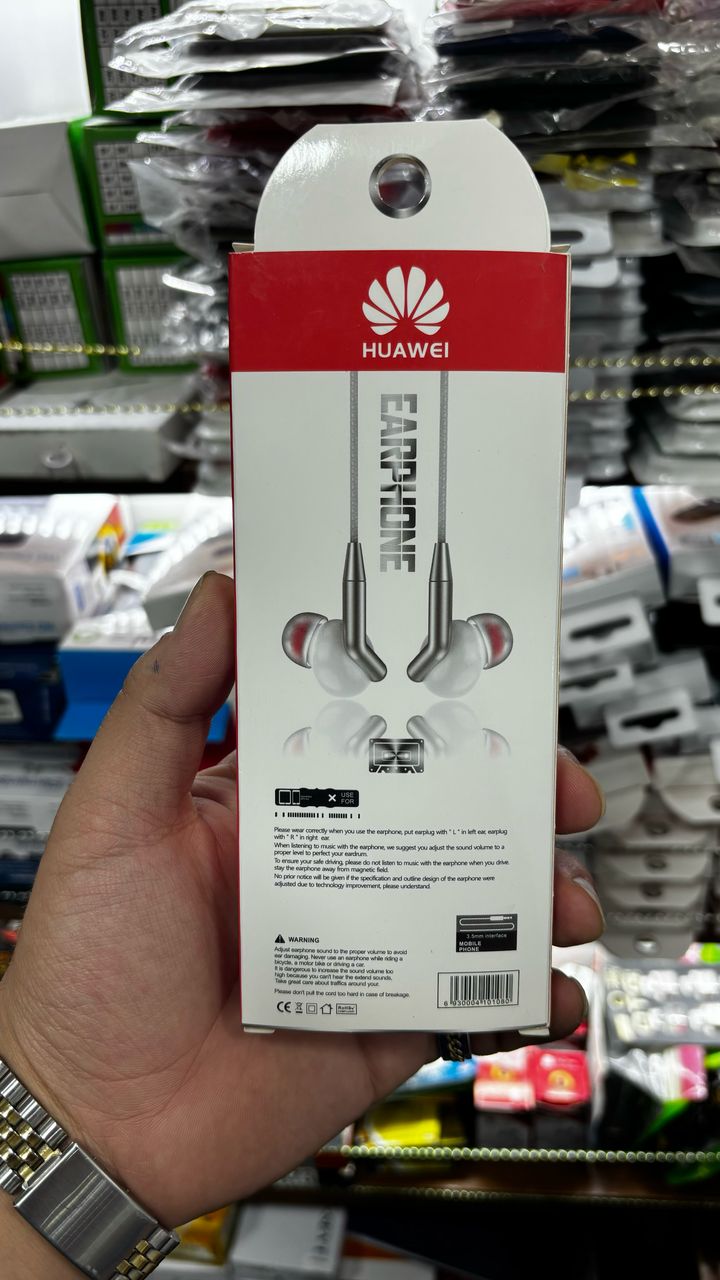 HUAWEI
EARPHONE
USE
FOR
Please wear correctly when you use the earphone, put earplug with " L " in left ear, earplug
with " R " in right ear.
When listening to music with the earphone, we suggest you adjust the sound volume to a
proper level to perfect your eardrum.
To ensure your safe driving, please do not listen to music with the earphone when you drive.
stay the earphone away from magnetic field.
No prior notice will be given if the specification and outline design of the earphone were
adjusted due to technology improvement, please understand.
WARNING
Adjust earphone sound to the proper volume to avoid
ear damaging. Never use an earphone while riding a
bicycle, a motor bike or driving a car.
It is dangerous to increase the sound volume too
high because you can't hear the extend sounds.
Take great care about traffica around your.
Please don't pull the cord too hard in case of breakage.
CE
RoHS
3.5mm interface
MOBILE
PHONE
6 930004 101080